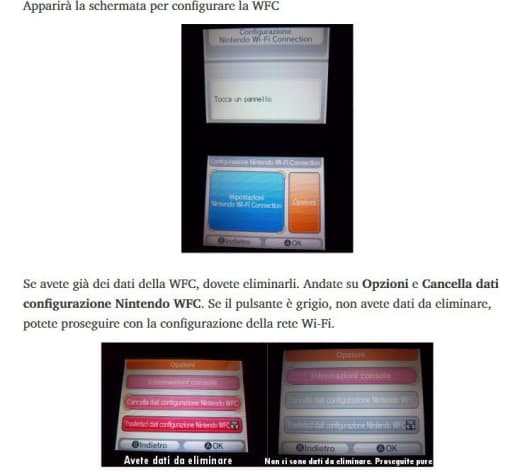 Apparirà la schermata per configurare la WFC
Configurazione
Nintendo Wi-Fi Connection
Tocca un pannello.
Configurazione Nintendo Wi-Fi Connection
Impostazioni
Nintendo Wi-Fi Connection
Opzioni
Indietro
OK
Se avete già dei dati della WFC, dovete eliminarli. Andate su Opzioni e Cancella dati
configurazione Nintendo WFC. Se il pulsante è grigio, non avete dati da eliminare,
potete proseguire con la configurazione della rete Wi-Fi.
Opzioni
Informazioni console
Cancella dati configurazione Nintendo WFC
Trasferisci dati configurazione Nintendo WFC
Indietro
OK
Avete dati da eliminare
Opzioni
Informazioni console
Cancella dati configurazione Nintendo WFC
Trasferisci dati configurazione Nintendo WFC
Indietro
OK
Non ci sono dati da eliminare. Proseguite pure